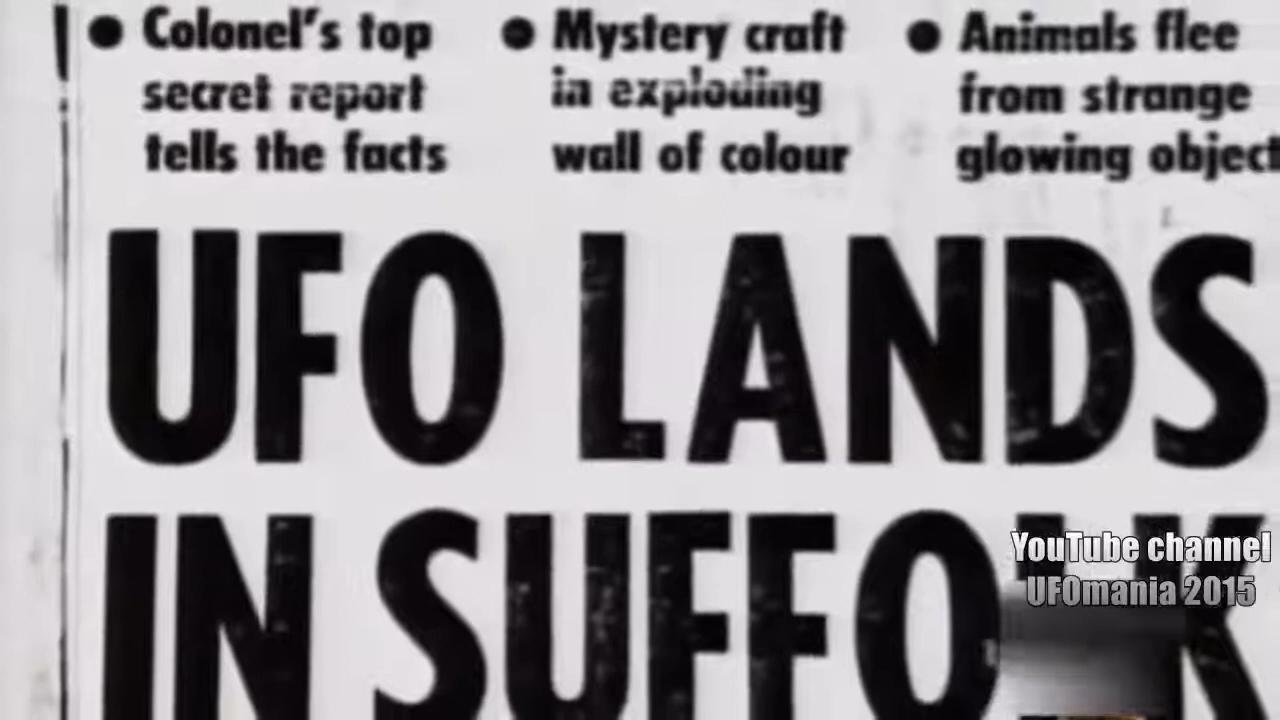 ● Colonel's top
secret report
tells the facts
● Mystery craft
in exploding
wall of colour
● Animals flee
from strange
glowing object
UFO LANDS
IN SUFFOLK
YouTube channel
UFOmania 2015